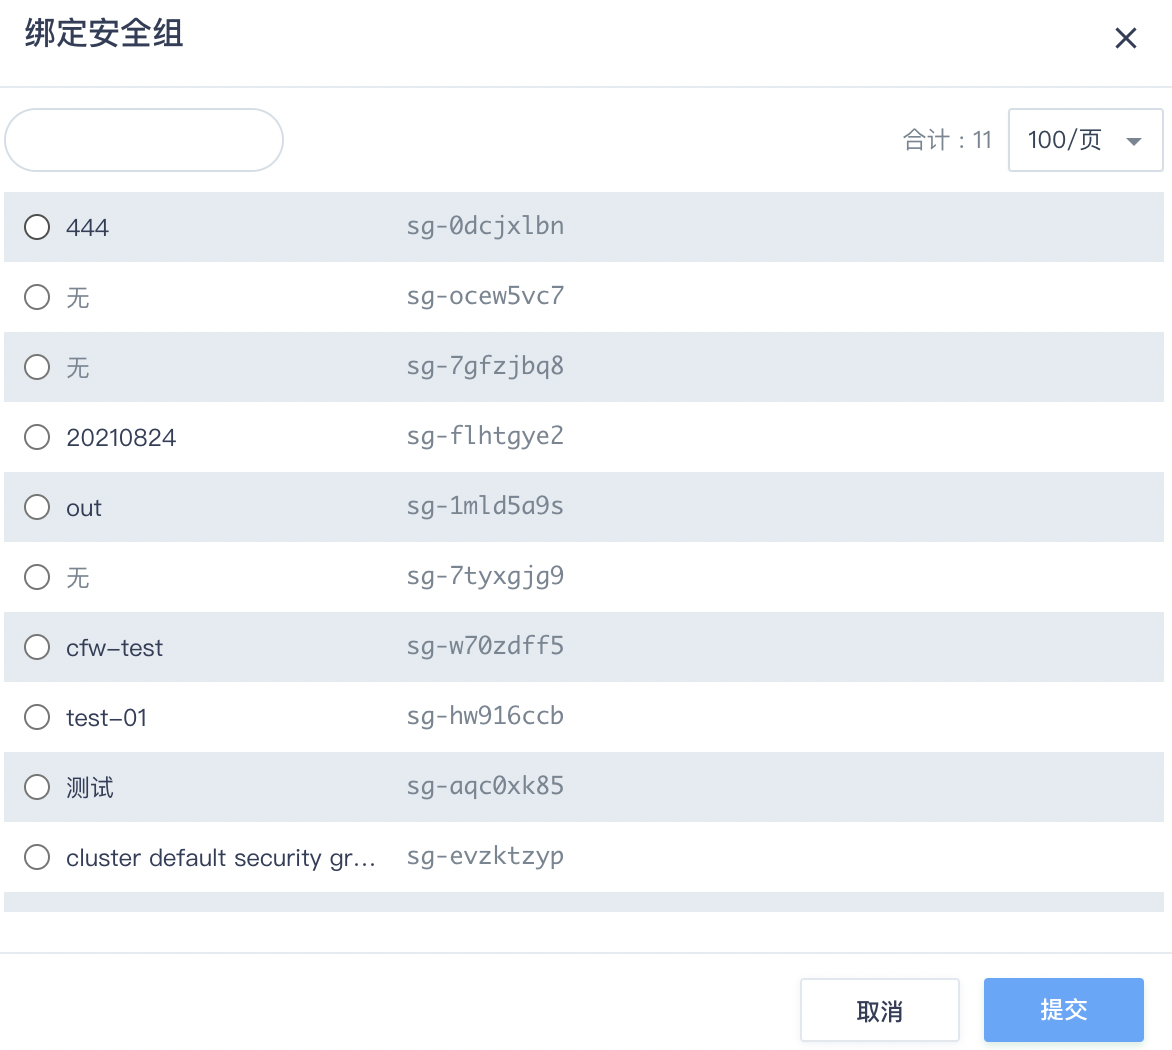 绑定安全组
合计：11 100/页
444 sg-0dcjxlbn
无 sg-ocew5vc7
无 sg-7gfzjbq8
20210824 sg-flhtgye2
out sg-1mld5a9s
无 sg-7tyxgjg9
cfw-test sg-w70zdff5
test-01 sg-hw916ccb
测试 sg-aqc0xk85
cluster default security gr... sg-evzktzyp
取消 提交